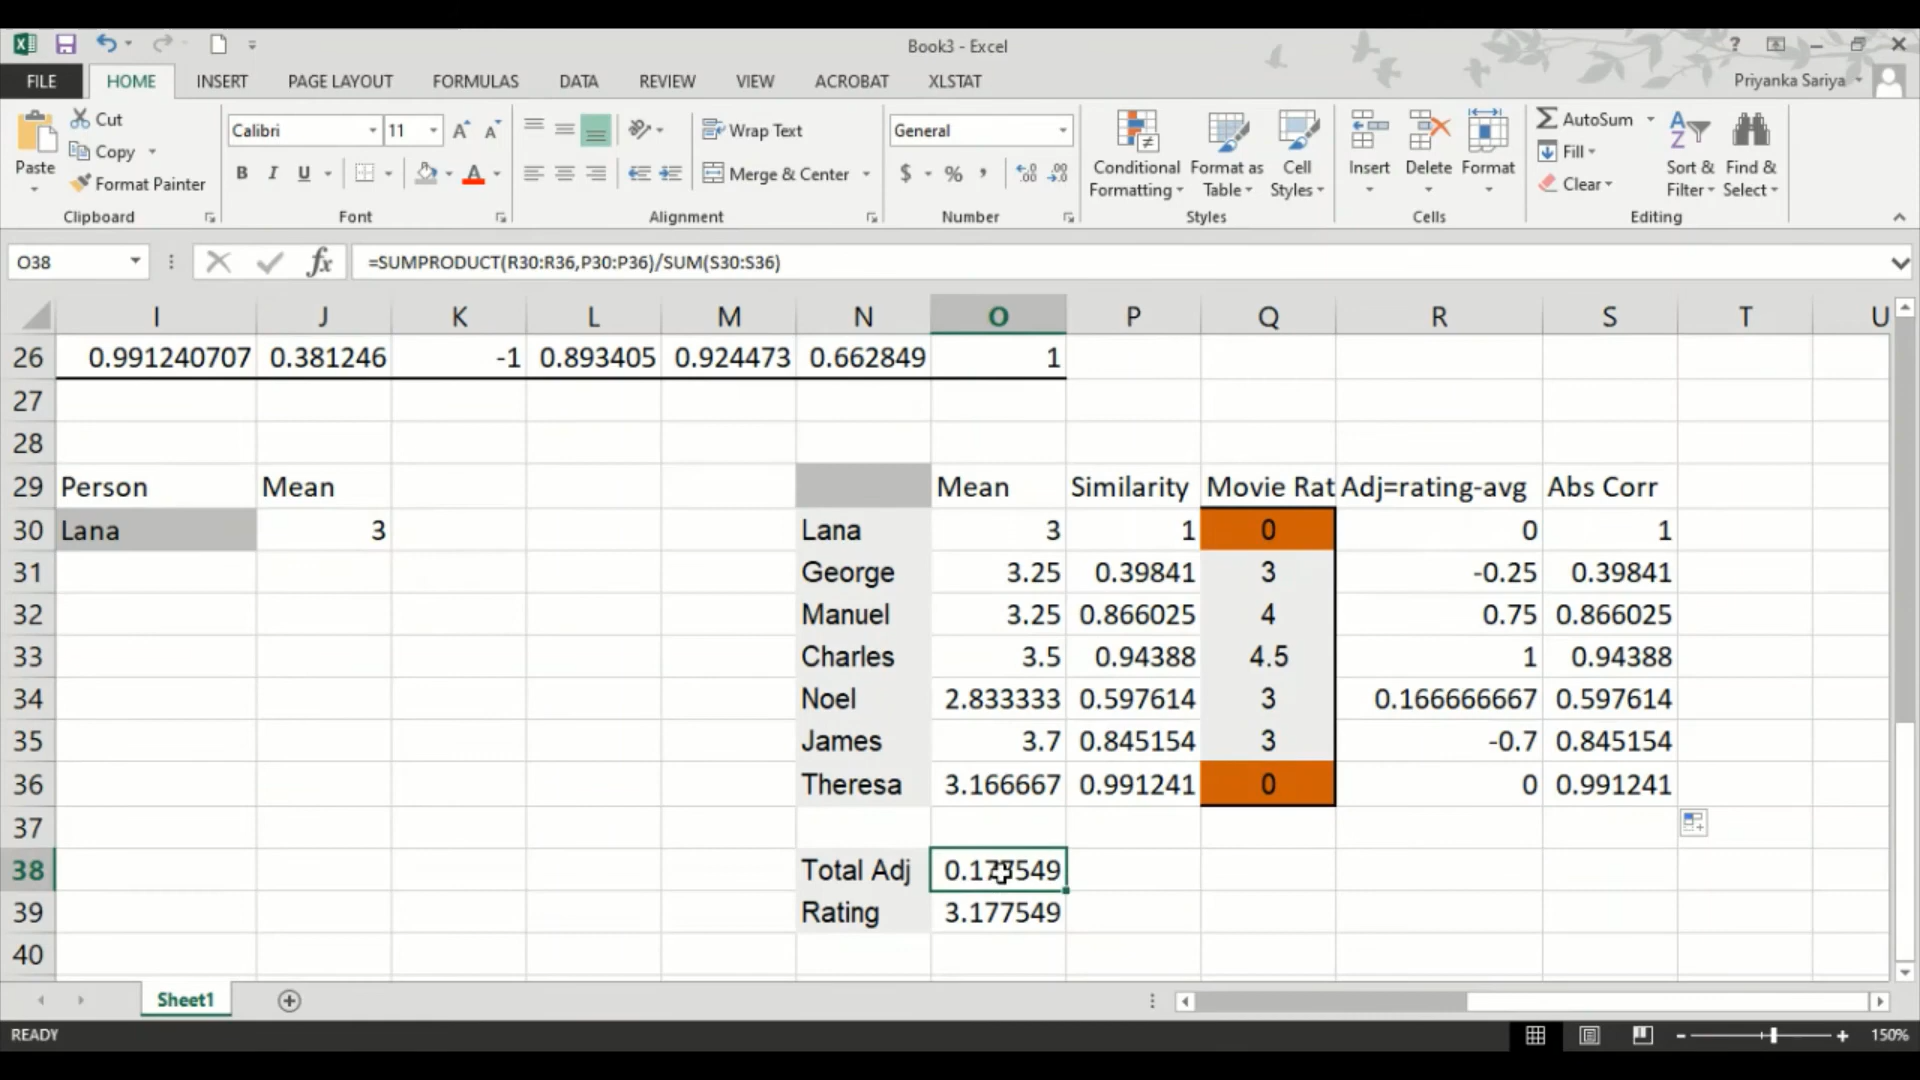 Book3 - Excel
?
FILE HOME INSERT PAGE LAYOUT FORMULAS DATA REVIEW VIEW ACROBAT XLSTAT Priyanka Sariya
Paste Cut Copy Format Painter
Clipboard
Calibri 11
B I U A
Font
Wrap Text
Merge & Center
Alignment
General
$ % ,
Number
Conditional Formatting Format as Table Cell Styles
Styles
Insert Delete Format
Cells
AutoSum Fill Clear Sort & Filter Find & Select
Editing
O38 fx =SUMPRODUCT(R30:R36,P30:P36)/SUM(S30:S36)
I J K L M N O P Q R S T U
26 0.991240707 0.381246 -1 0.893405 0.924473 0.662849 1
27
28
29 Person Mean Mean Similarity Movie Rat Adj=rating-avg Abs Corr
30 Lana 3 Lana 3 1 0 0 1
31 George 3.25 0.39841 3 -0.25 0.39841
32 Manuel 3.25 0.866025 4 0.75 0.866025
33 Charles 3.5 0.94388 4.5 1 0.94388
34 Noel 2.833333 0.597614 3 0.166666667 0.597614
35 James 3.7 0.845154 3 -0.7 0.845154
36 Theresa 3.166667 0.991241 0 0 0.991241
37
38 Total Adj 0.177549
39 Rating 3.177549
40
Sheet1
READY 150%